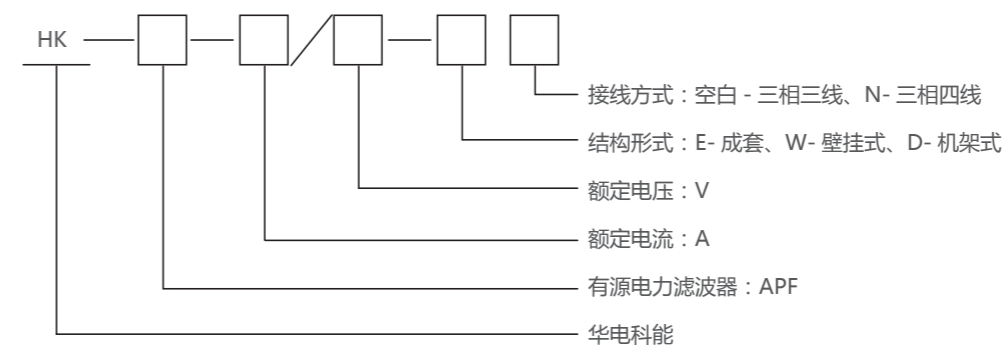 HK
接线方式：空白 - 三相三线、N- 三相四线
结构形式：E- 成套、W- 壁挂式、D- 机架式
额定电压：V
额定电流：A
有源电力滤波器：APF
华电科能